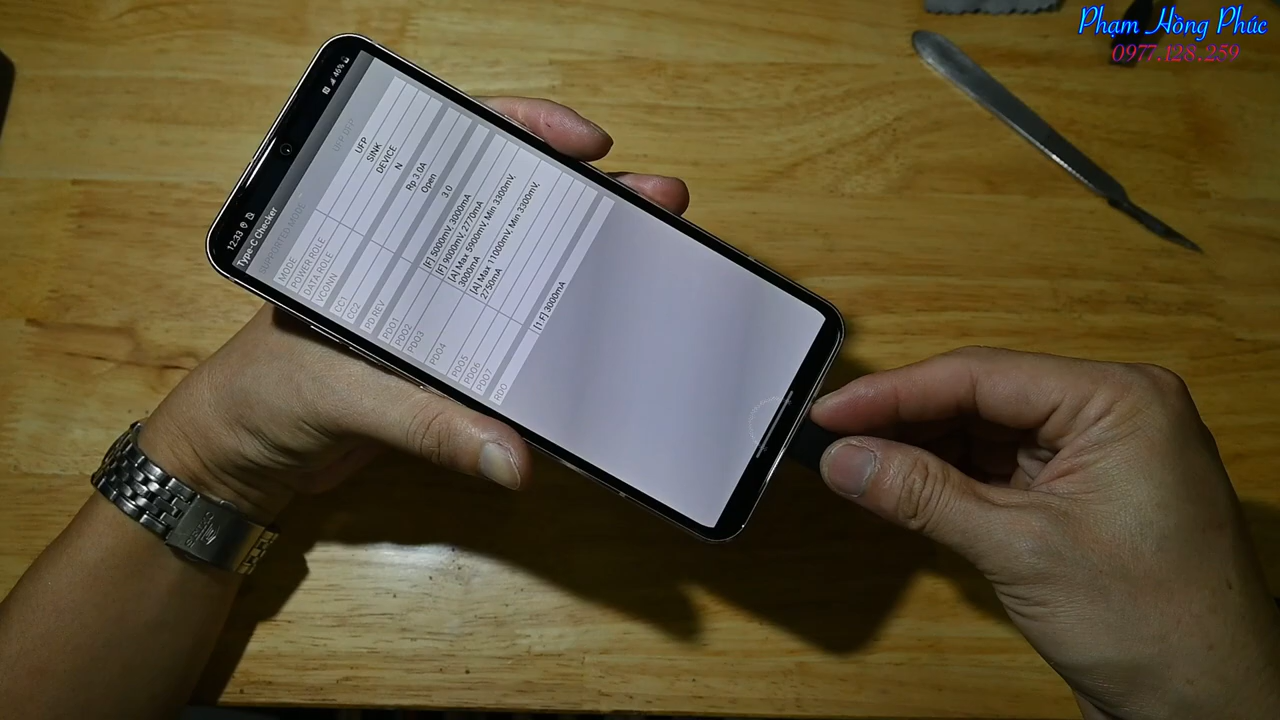 Phạm Hồng Phúc
0977.128.259
12:33
46%
Type-C Checker
SUPPORTED MODE UFP DFP
MODE UFP
POWER ROLE SINK
DATA ROLE DEVICE
VCONN N
CC1 Rp 3.0A
CC2 Open
PD REV 3.0
PDO1 [F] 5000mV, 3000mA
PDO2 [F] 9000mV, 2770mA
PDO3 [A] Max 5900mV, Min 3300mV,
3000mA
PDO4 [A] Max 11000mV, Min 3300mV,
2750mA
PDO5
PDO6
PDO7
RDO [1:F] 3000mA